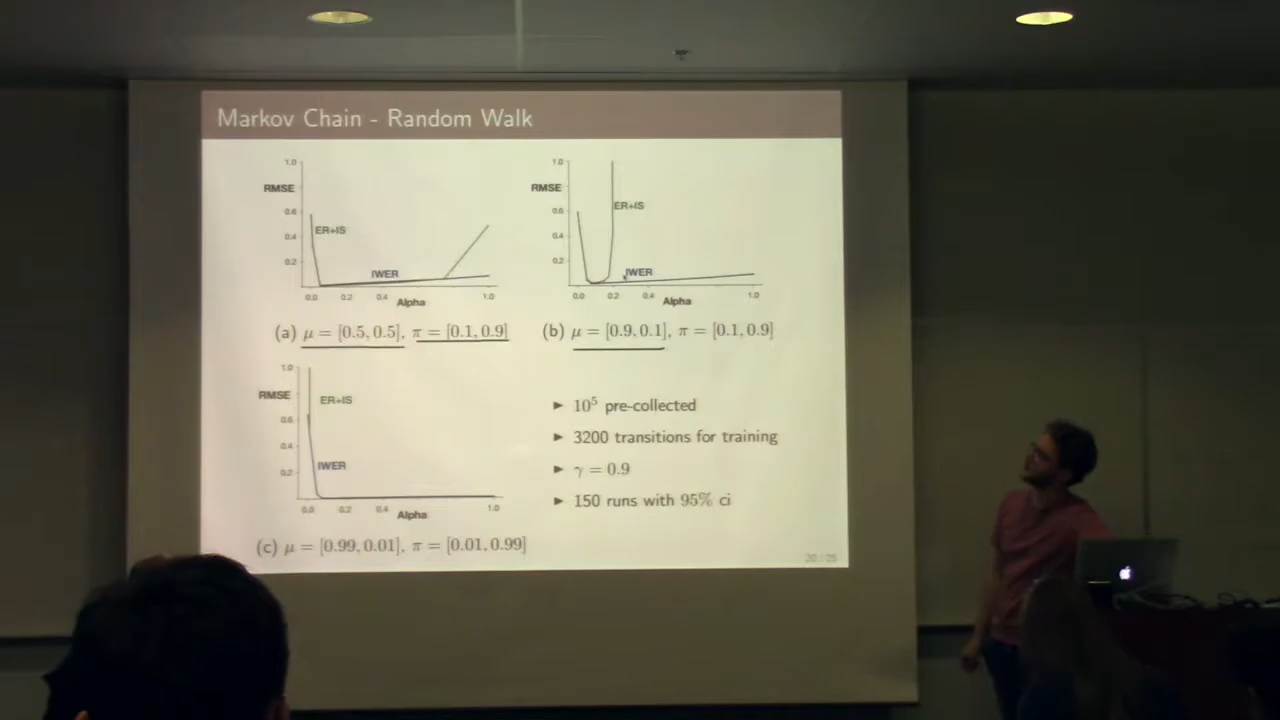 Markov Chain - Random Walk
1.0
RMSE
0.6
0.4
0.2
ER+IS
IWER
0.0 0.2 0.4 1.0
Alpha
(a) μ = [0.5, 0.5], π = [0.1, 0.9]
1.0
RMSE
0.6
0.4
0.2
ER+IS
IWER
0.0 0.2 0.4 1.0
Alpha
(b) μ = [0.9, 0.1], π = [0.1, 0.9]
1.0
RMSE
0.6
0.4
0.2
ER+IS
IWER
0.0 0.2 0.4 1.0
Alpha
(c) μ = [0.99, 0.01], π = [0.01, 0.99]
► 10⁵ pre-collected
► 3200 transitions for training
► γ = 0.9
► 150 runs with 95% ci
20 / 25